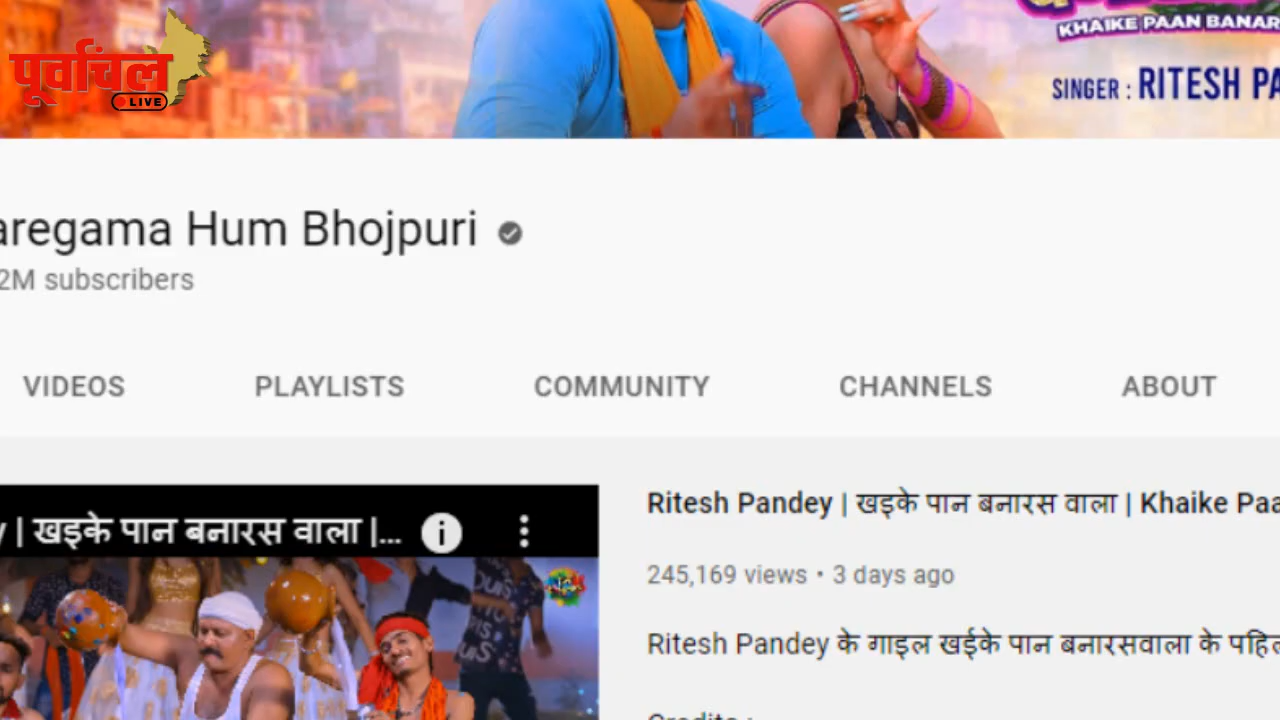 पूर्वांचल
LIVE
KHAIKE PAAN BANAR
SINGER : RITESH PA
aregama Hum Bhojpuri
2M subscribers
VIDEOS PLAYLISTS COMMUNITY CHANNELS ABOUT
y | खइके पान बनारस वाला |...
Ritesh Pandey | खइके पान बनारस वाला | Khaike Paa
245,169 views • 3 days ago
Ritesh Pandey के गाइल खईके पान बनारसवाला के पहिल
Credits :